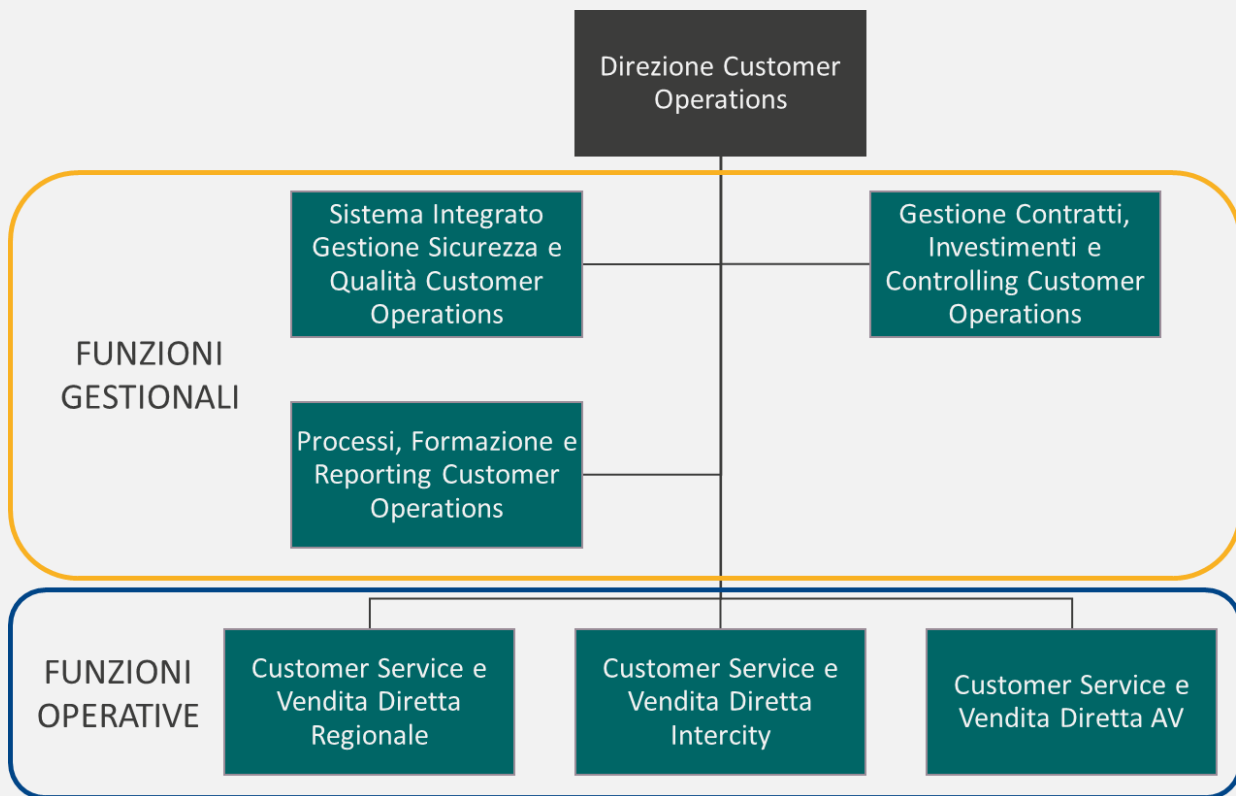 Direzione Customer
Operations
Sistema Integrato
Gestione Sicurezza e
Qualità Customer
Operations
Gestione Contratti,
Investimenti e
Controlling Customer
Operations
FUNZIONI
GESTIONALI
Processi, Formazione e
Reporting Customer
Operations
FUNZIONI
OPERATIVE
Customer Service e
Vendita Diretta
Regionale
Customer Service e
Vendita Diretta
Intercity
Customer Service e
Vendita Diretta AV